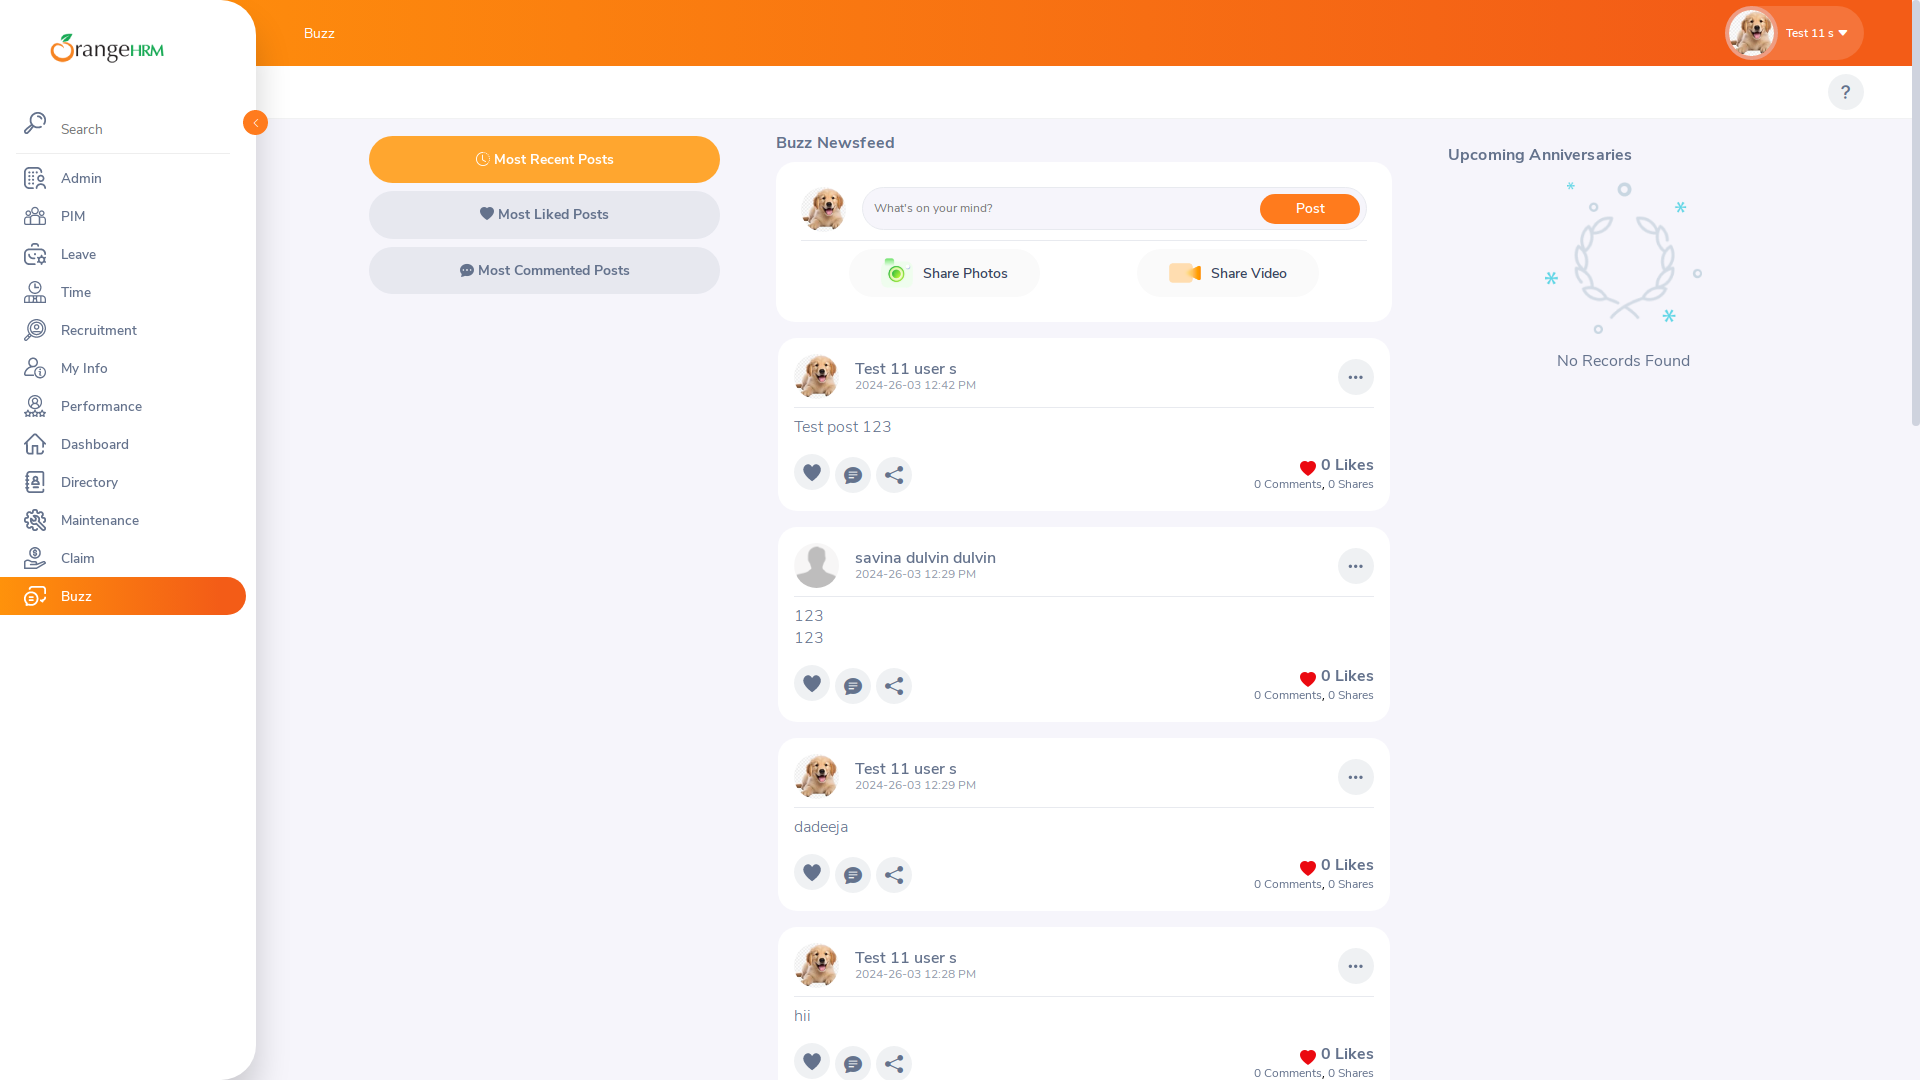 OrangeHRM
Search
Admin
PIM
Leave
Time
Recruitment
My Info
Performance
Dashboard
Directory
Maintenance
Claim
Buzz
Buzz
Test 11 s
?
Most Recent Posts
Most Liked Posts
Most Commented Posts
Buzz Newsfeed
What's on your mind?
Post
Share Photos
Share Video
Test 11 user s
2024-26-03 12:42 PM
Test post 123
0 Likes
0 Comments, 0 Shares
savina dulvin dulvin
2024-26-03 12:29 PM
123
123
0 Likes
0 Comments, 0 Shares
Test 11 user s
2024-26-03 12:29 PM
dadeeja
0 Likes
0 Comments, 0 Shares
Test 11 user s
2024-26-03 12:28 PM
hii
0 Likes
0 Comments, 0 Shares
Upcoming Anniversaries
No Records Found